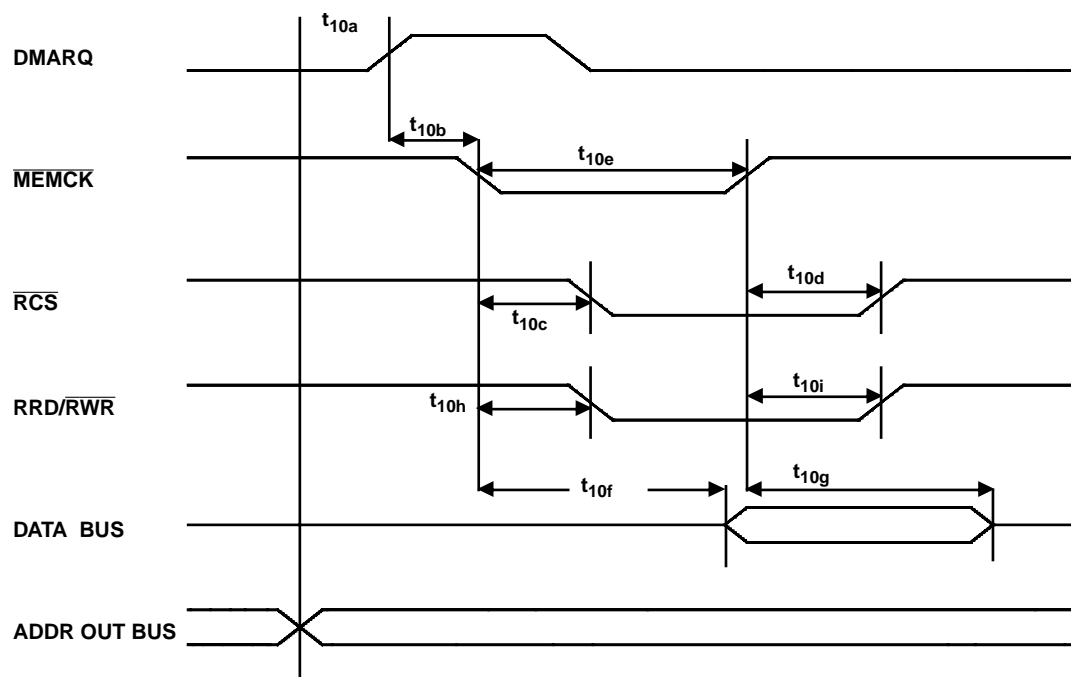 t10a
DMARQ
t10b
t10e
MEMCK
t10d
RCS
t10c
t10i
RRD/RWR
t10h
t10g
t10f
DATA BUS
ADDR OUT BUS